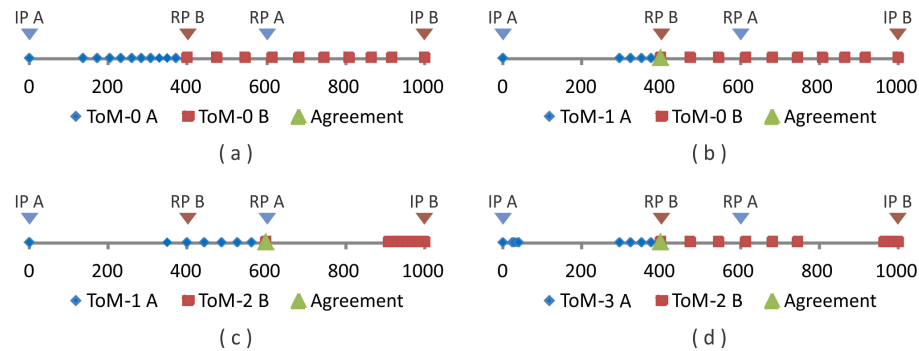 IP A RP B RP A IP B
0 200 400 600 800 1000
ToM-0 A ToM-0 B Agreement
( a )
IP A RP B RP A IP B
0 200 400 600 800 1000
ToM-1 A ToM-0 B Agreement
( b )
IP A RP B RP A IP B
0 200 400 600 800 1000
ToM-1 A ToM-2 B Agreement
( c )
IP A RP B RP A IP B
0 200 400 600 800 1000
ToM-3 A ToM-2 B Agreement
( d )